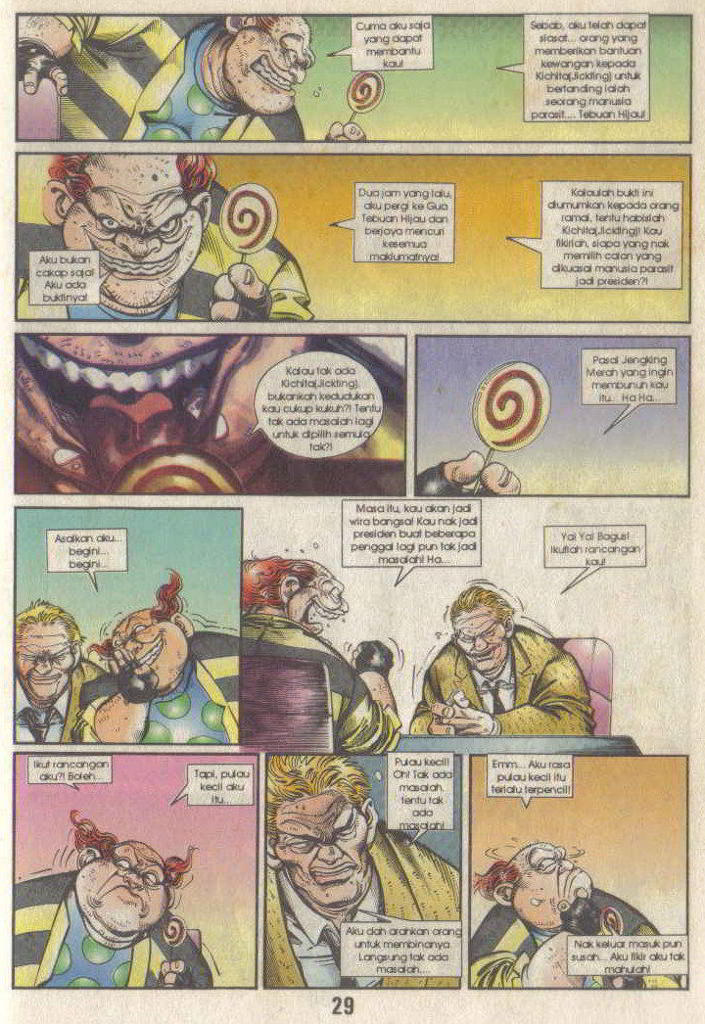 Cuma aku saja
yang dapat
membantu
kau!
Sebab, aku telah dapat
siasat... orang yang
memberikan bantuan
kewangan kepada
Kichita(Jickting) untuk
bertanding ialah
seorang manusia
parasit.... Tebuan Hijau!
Aku bukan
cakap saja!
Aku ada
buktinya!
Dua jam yang lalu,
aku pergi ke Gua
Tebuan Hijau dan
berjaya mencuri
kesemua
maklumatnya!
Kalaulah bukti ini
diumumkan kepada orang
ramai, tentu habislah
Kichita(Jickting)! Kau
fikirlah, siapa yang nak
memilih calon yang
dikuasai manusia parasit
jadi presiden?!
Kalau tak ada
Kichita(Jickting),
bukankah kedudukan
kau cukup kukuh?! Tentu
tak ada masalah lagi
untuk dipilih semula
tak?!
Pasal Jengking
Merah yang ingin
membunuh kau
itu... Ha Ha...
Asalkan aku...
begini...
begini...
Masa itu, kau akan jadi
wira bangsa! Kau nak jadi
presiden buat beberapa
penggal lagi pun tak jadi
masalah! Ha...
Ya! Ya! Bagus!
Ikutlah rancangan
kau!
Ikut rancangan
aku?! Boleh...
Tapi, pulau
kecil aku
itu...
Pulau kecil!
Oh! Tak ada
masalah,
tentu tak
ada
masalah!
Aku dah arahkan orang
untuk membinanya.
Langsung tak ada
masalah....
Emm... Aku rasa
pulau kecil itu
terlalu terpencil!
Nak keluar masuk pun
susah... Aku fikir aku tak
mahulah!
29